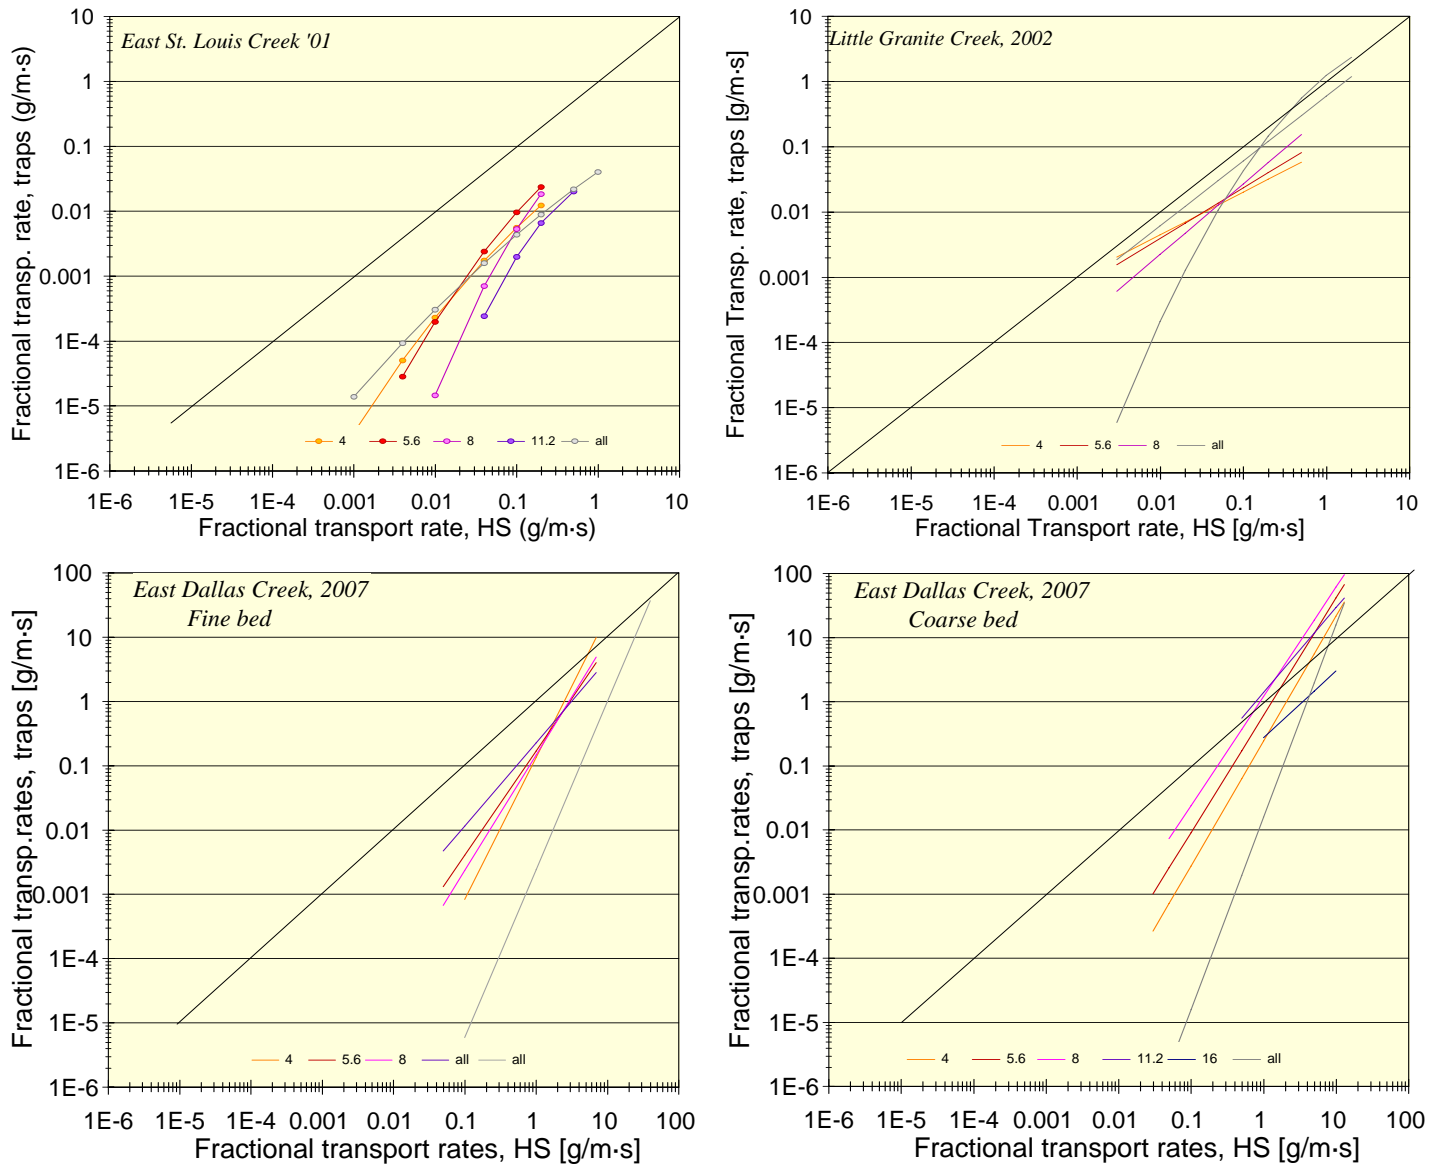 East St. Louis Creek '01
Fractional transp. rate, traps (g/m·s)
10
1
0.1
0.01
0.001
1E-4
1E-5
1E-6
4 5.6 8 11.2 all
1E-6 1E-5 1E-4 0.001 0.01 0.1 1 10
Fractional transport rate, HS (g/m·s)
Little Granite Creek, 2002
Fractional Transp. rate, traps [g/m·s]
10
1
0.1
0.01
0.001
1E-4
1E-5
1E-6
4 5.6 8 all
1E-6 1E-5 1E-4 0.001 0.01 0.1 1 10
Fractional Transport rate, HS [g/m·s]
East Dallas Creek, 2007
Fine bed
Fractional transp.rates, traps [g/m·s]
100
10
1
0.1
0.01
0.001
1E-4
1E-5
1E-6
4 5.6 8 all all
1E-6 1E-5 1E-4 0.001 0.01 0.1 1 10 100
Fractional transport rates, HS [g/m·s]
East Dallas Creek, 2007
Coarse bed
Fractional transp.rates, traps [g/m·s]
100
10
1
0.1
0.01
0.001
1E-4
1E-5
1E-6
4 5.6 8 11.2 16 all
1E-6 1E-5 1E-4 0.001 0.01 0.1 1 10 100
Fractional transport rates, HS [g/m·s]